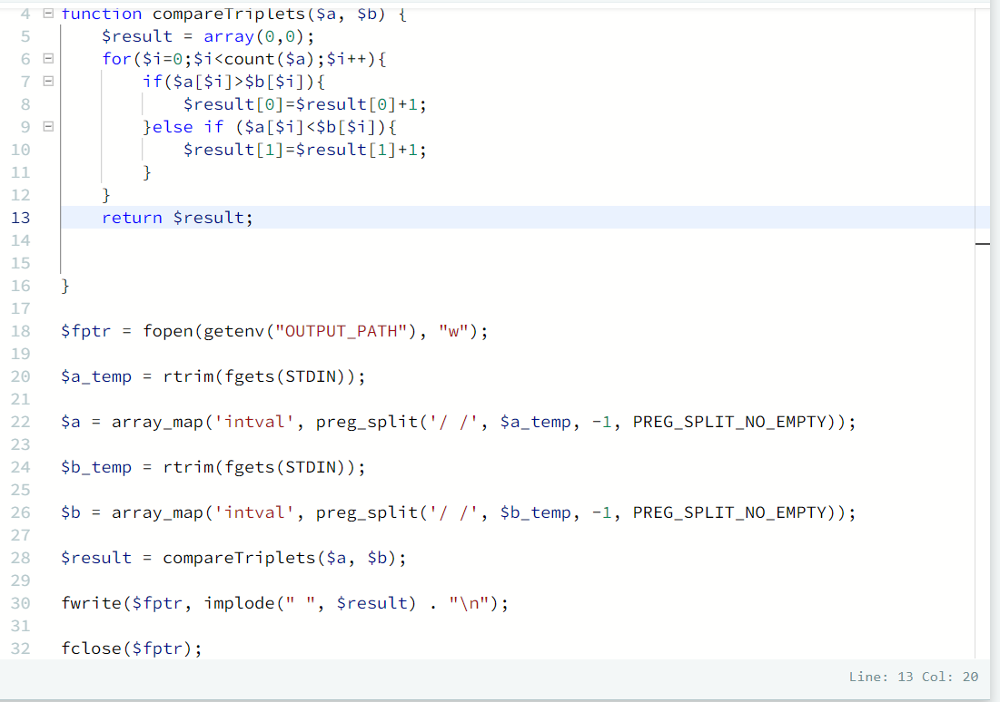 4 function compareTriplets($a, $b) {
5     $result = array(0,0);
6     for($i=0;$i<count($a);$i++){
7         if($a[$i]>$b[$i]){
8             $result[0]=$result[0]+1;
9         }else if ($a[$i]<$b[$i]){
10             $result[1]=$result[1]+1;
11         }
12     }
13     return $result;
14
15
16 }
17
18 $fptr = fopen(getenv("OUTPUT_PATH"), "w");
19
20 $a_temp = rtrim(fgets(STDIN));
21
22 $a = array_map('intval', preg_split('/ /', $a_temp, -1, PREG_SPLIT_NO_EMPTY));
23
24 $b_temp = rtrim(fgets(STDIN));
25
26 $b = array_map('intval', preg_split('/ /', $b_temp, -1, PREG_SPLIT_NO_EMPTY));
27
28 $result = compareTriplets($a, $b);
29
30 fwrite($fptr, implode(" ", $result) . "\n");
31
32 fclose($fptr);
Line: 13 Col: 20